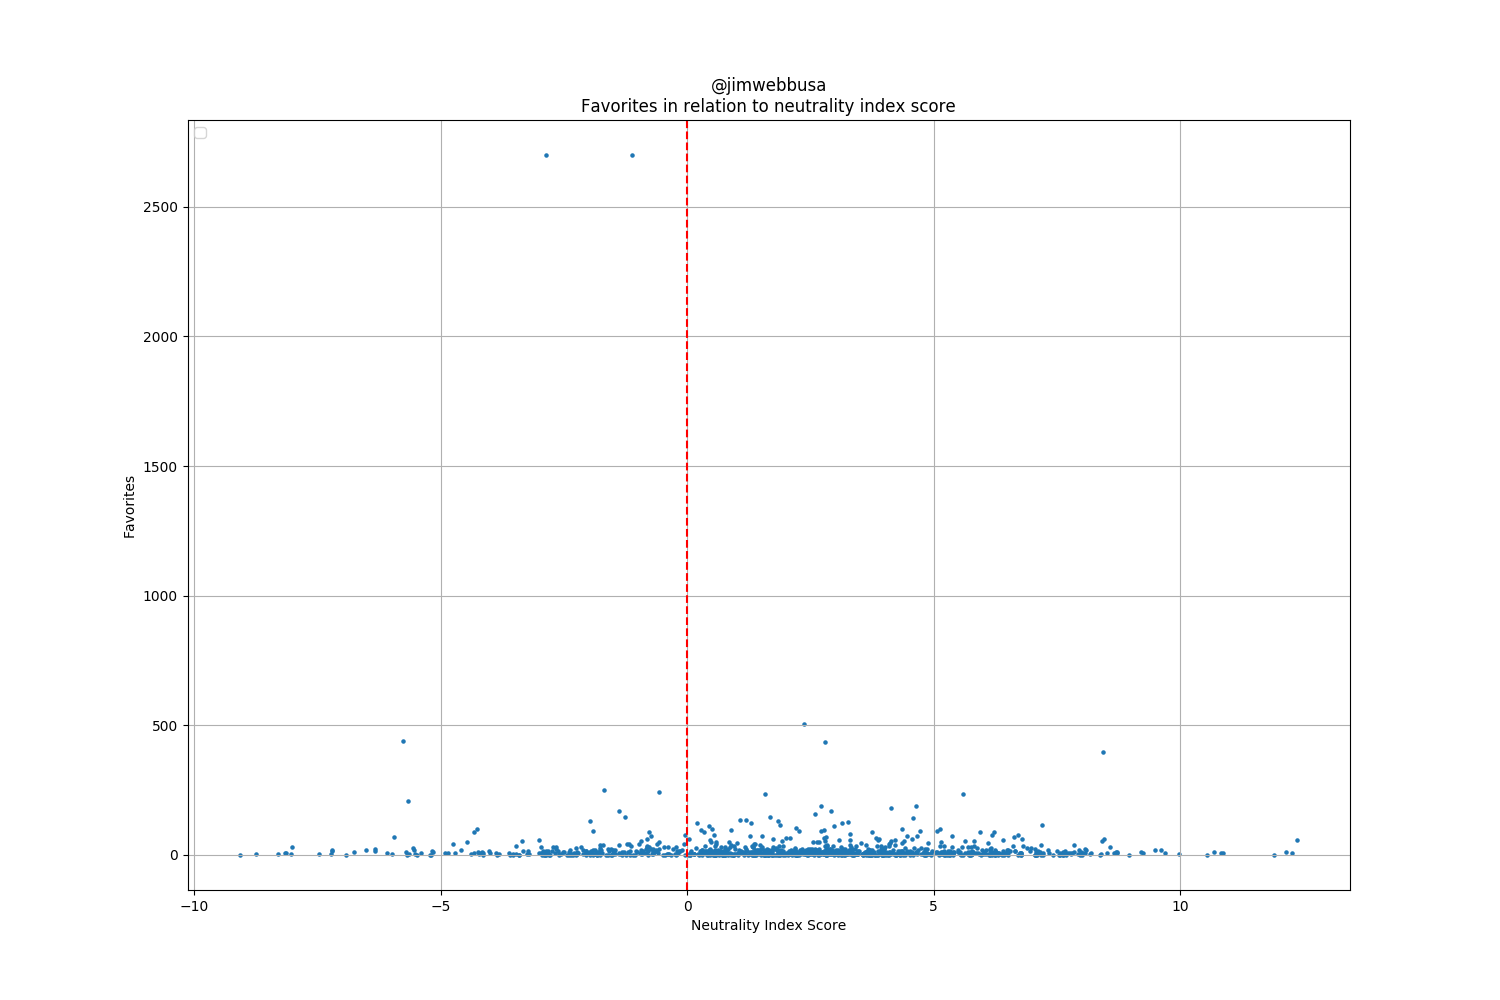 @jimwebbusa
Favorites in relation to neutrality index score
2500
2000
1500
1000
500
0
Favorites
−10
−5
0
5
10
Neutrality Index Score